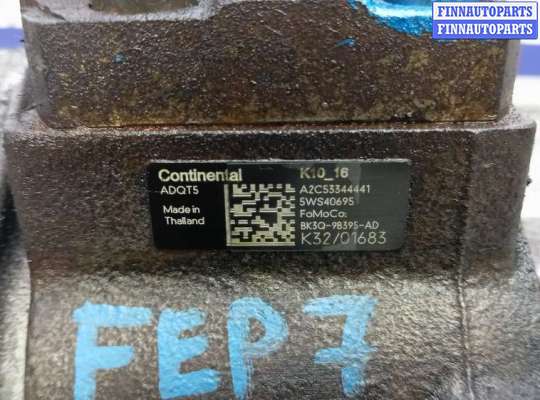 FINNAUTOPARTS
FINNAUTOPARTS
Continental K10_16
ADQT5 A2C53344441
5WS40695
Made in FoMoCo:
Thailand BK3Q-9B395-AD
K32/01683
FEP7